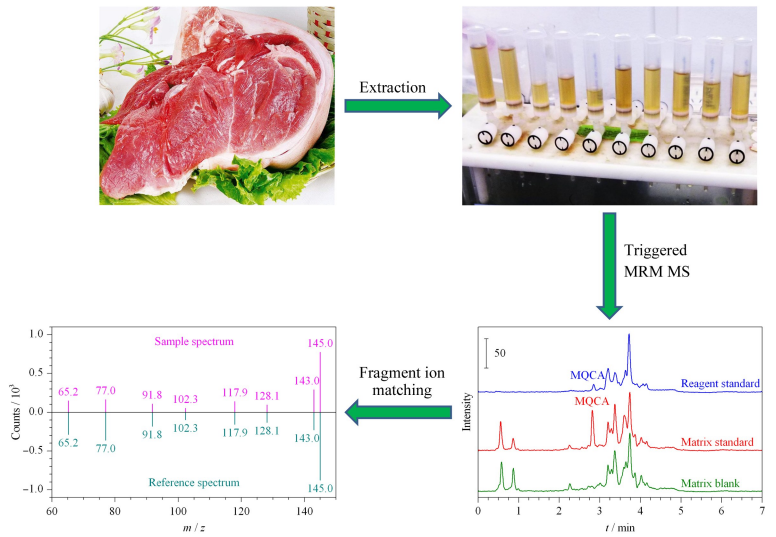 Extraction
Triggered
MRM MS
Fragment ion
matching
Counts / 10³
1.0
0.5
0.0
−0.5
−1.0
Sample spectrum
65.2 77.0 91.8 102.3 117.9 128.1 143.0 145.0
65.2 77.0 91.8 102.3 117.9 128.1 143.0 145.0
Reference spectrum
60 80 100 120 140
m / z
Intensity
50
MQCA
Reagent standard
MQCA
Matrix standard
Matrix blank
0 1 2 3 4 5 6 7
t / min